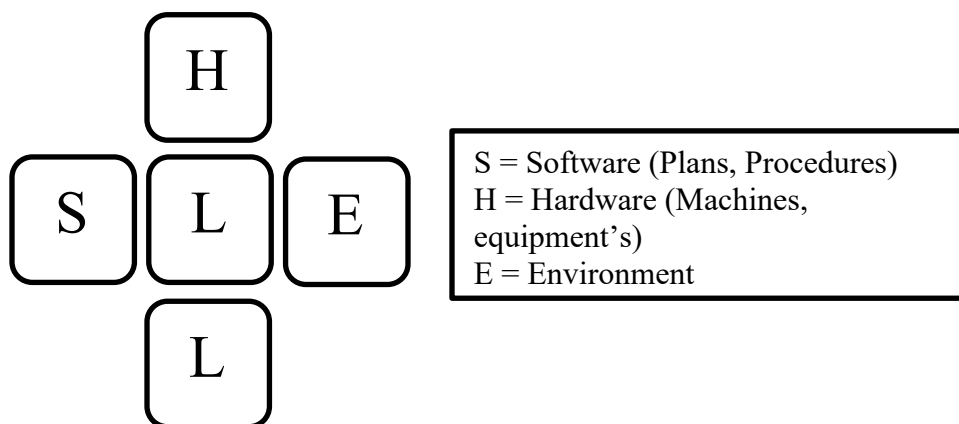 H
S L E
L
S = Software (Plans, Procedures)
H = Hardware (Machines,
equipment’s)
E = Environment